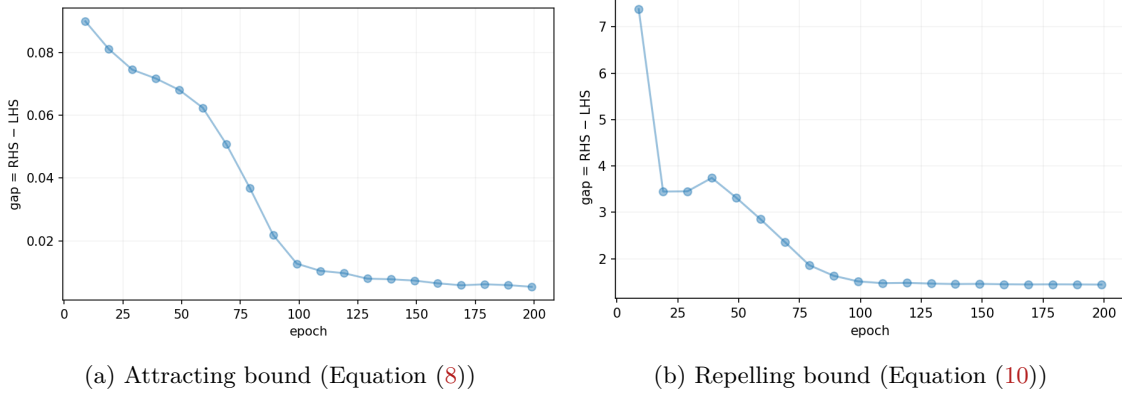 0.08
0.06
0.04
0.02
gap = RHS − LHS
0 25 50 75 100 125 150 175 200
epoch
(a) Attracting bound (Equation (8))
7
6
5
4
3
2
gap = RHS − LHS
0 25 50 75 100 125 150 175 200
epoch
(b) Repelling bound (Equation (10))